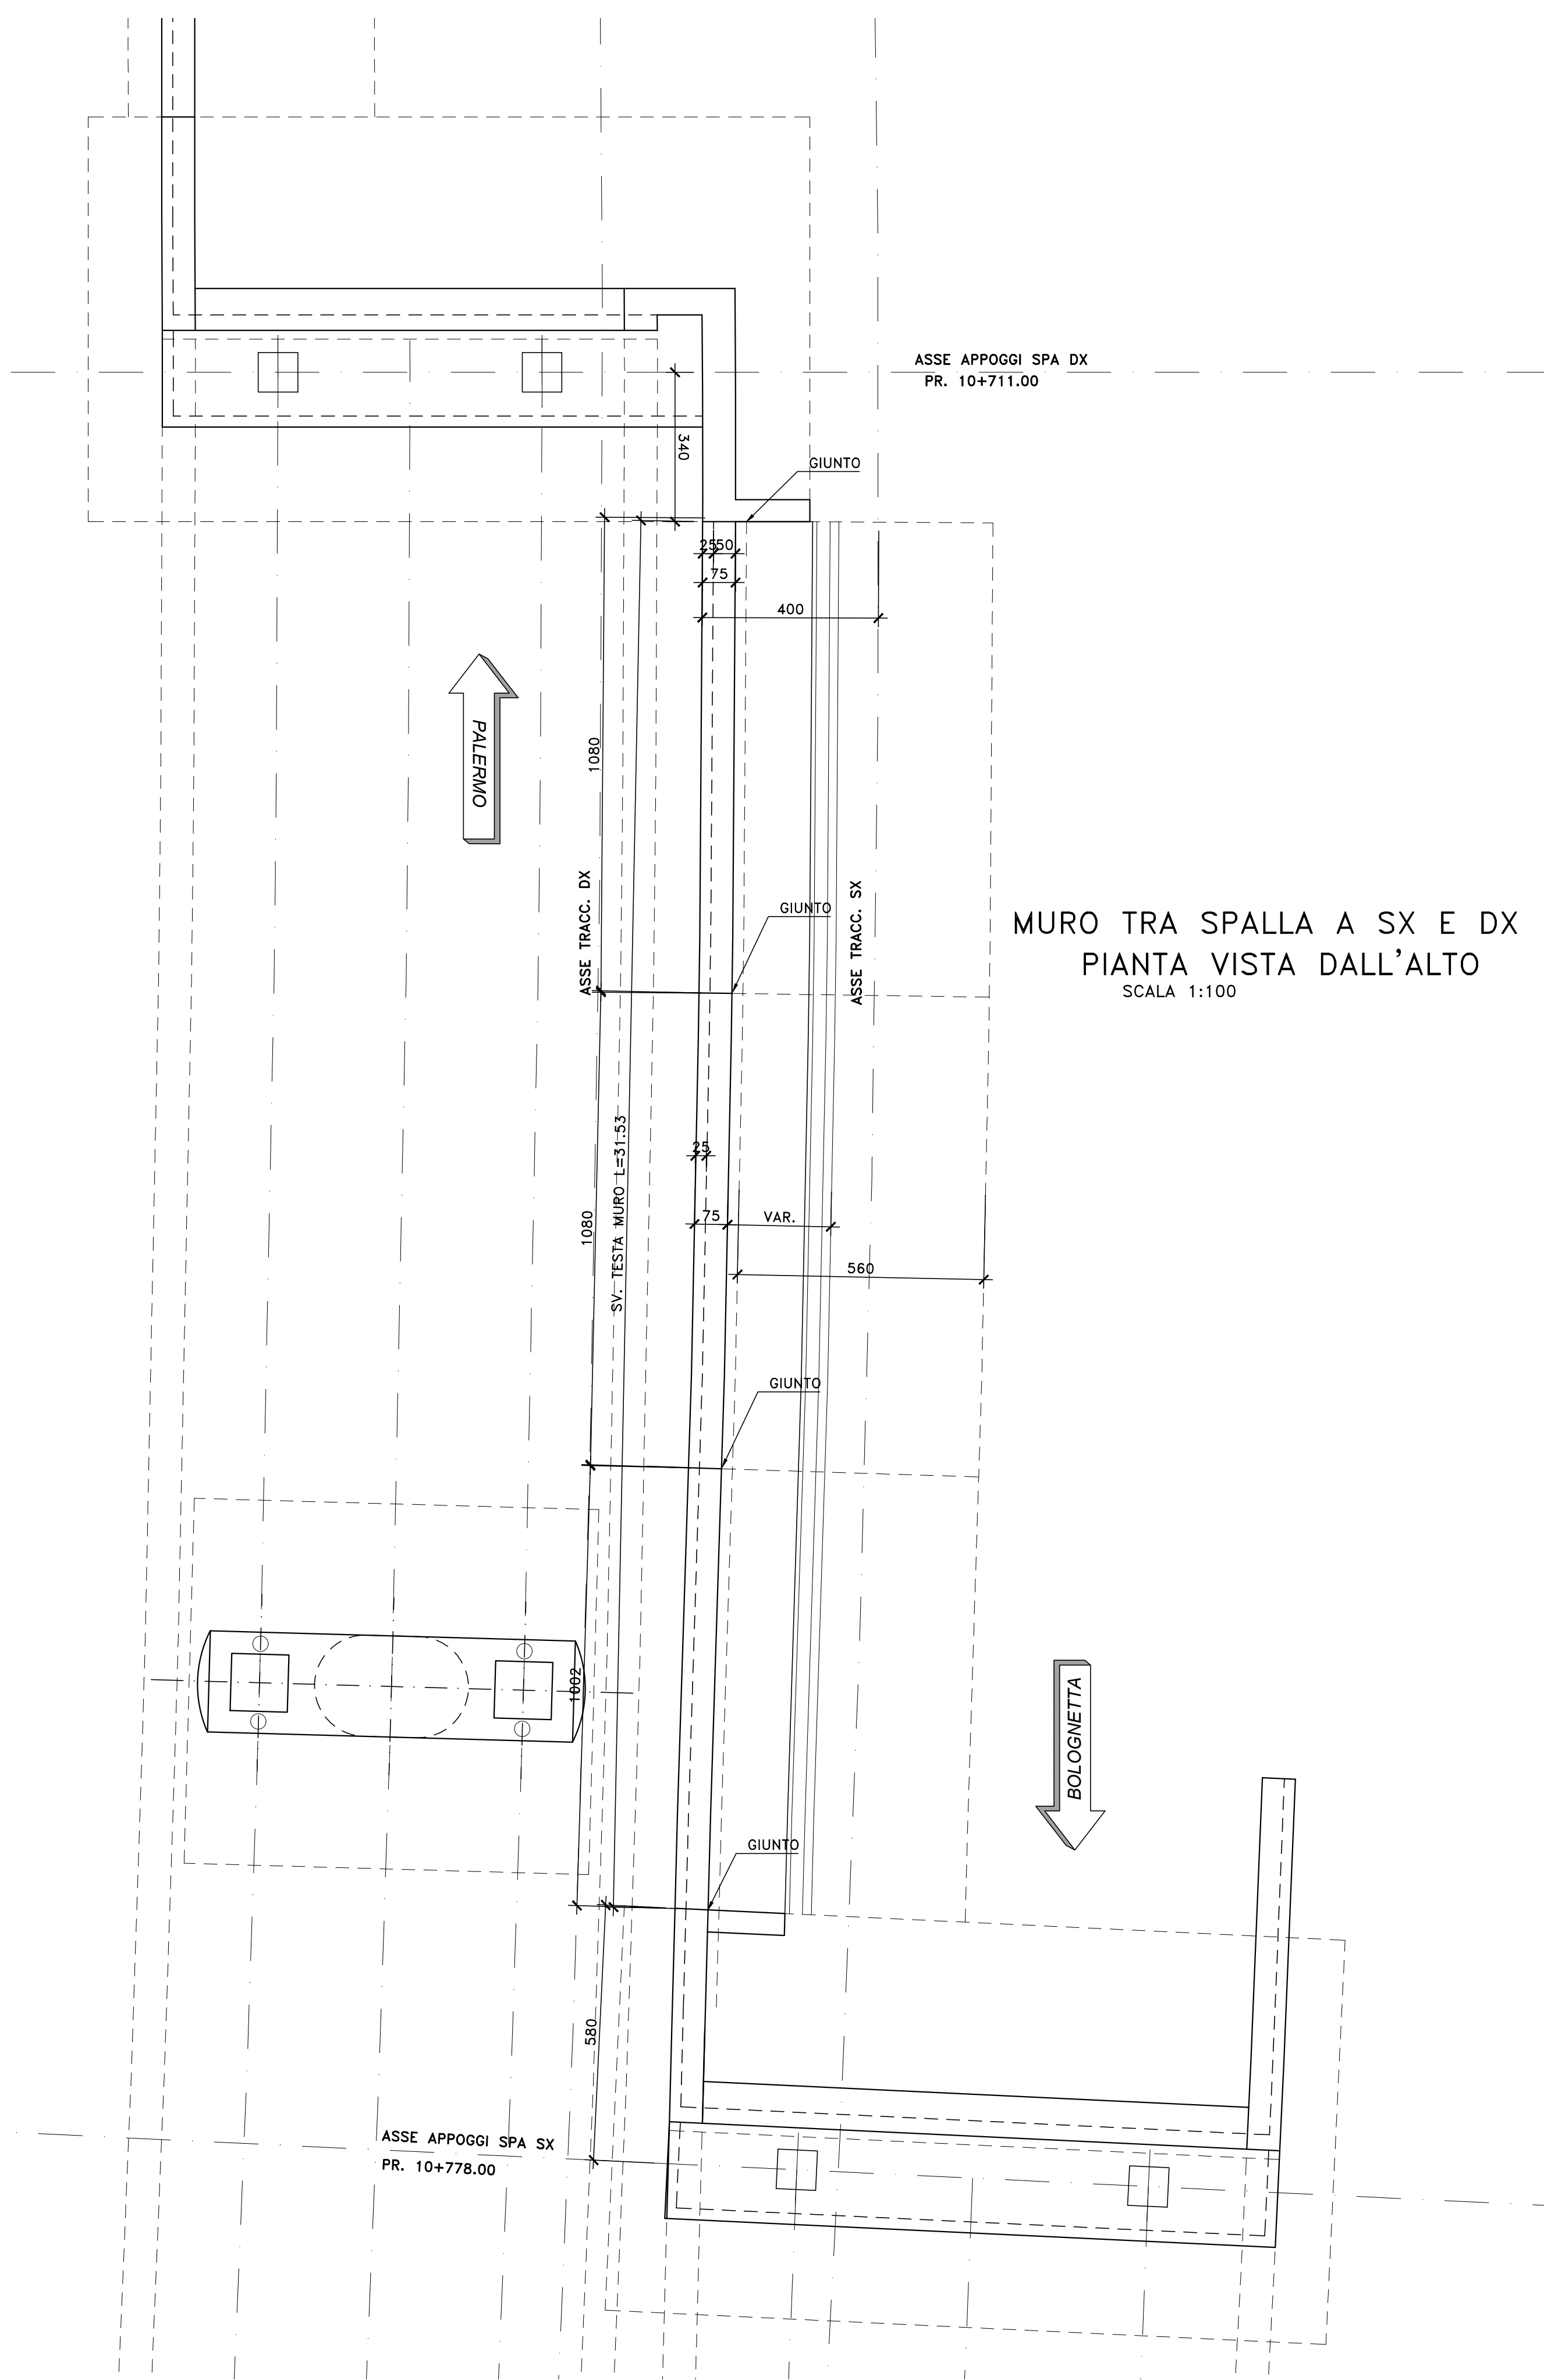 ASSE APPOGGI SPA DX
PR. 10+711.00
340
GIUNTO
25
50
75
400
PALERMO
1080
ASSE TRACC. DX
ASSE TRACC. SX
GIUNTO
MURO TRA SPALLA A SX E DX
PIANTA VISTA DALL'ALTO
SCALA 1:100
SV. TESTA MURO L=31.53
25
1080
75
VAR.
560
GIUNTO
1002
BOLOGNETTA
GIUNTO
580
ASSE APPOGGI SPA SX
PR. 10+778.00